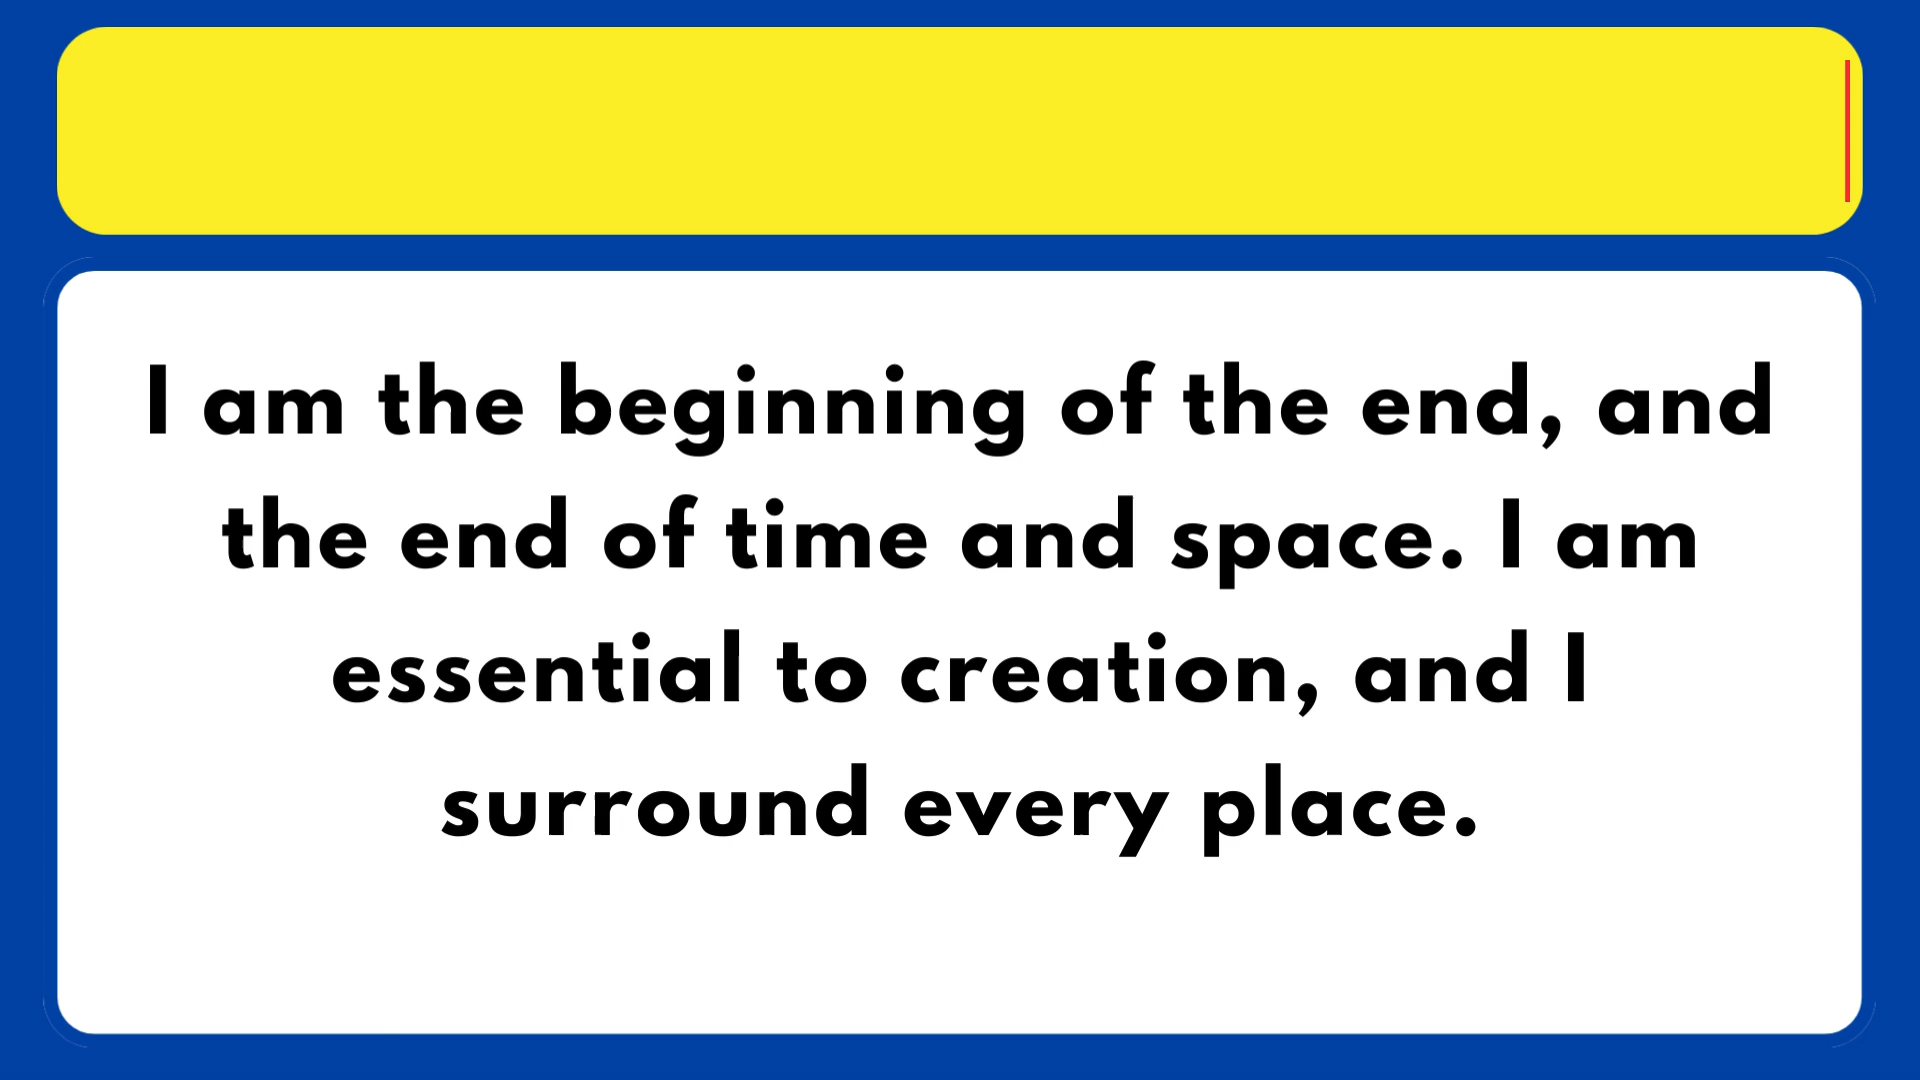 I am the beginning of the end, and
the end of time and space. I am
essential to creation, and I
surround every place.